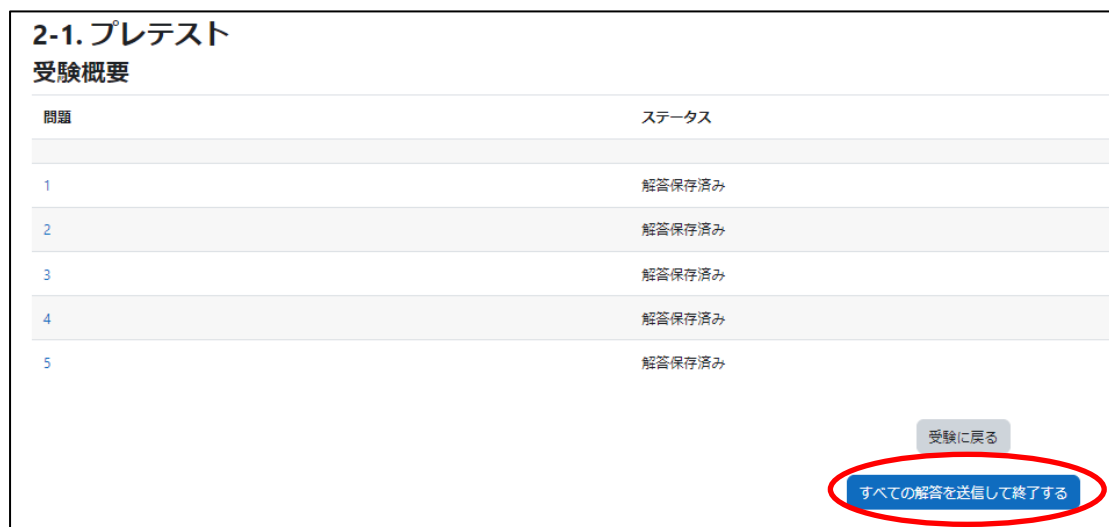 2-1. プレテスト
受験概要
問題 ステータス
1 解答保存済み
2 解答保存済み
3 解答保存済み
4 解答保存済み
5 解答保存済み
受験に戻る
すべての解答を送信して終了する